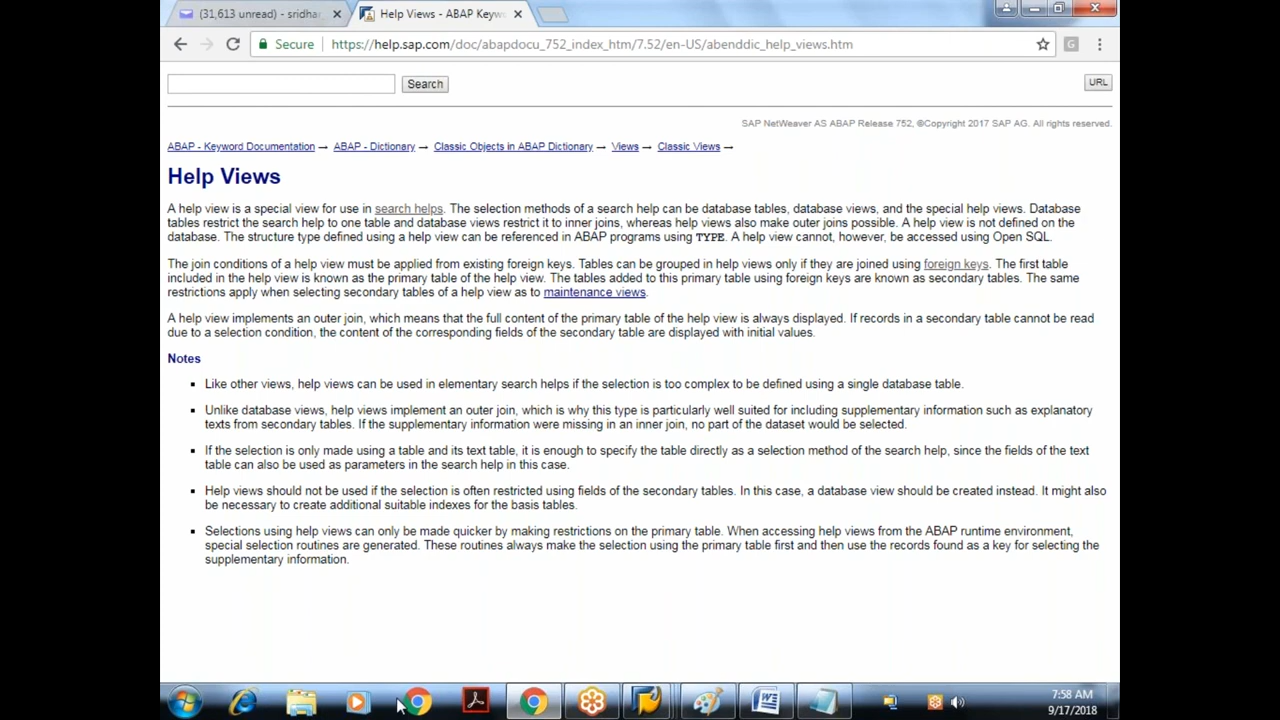 (31,613 unread) - sridha
Help Views - ABAP Keyw
Secure
https://help.sap.com/doc/abapdocu_752_index_htm/7.52/en-US/abenddic_help_views.htm
G
Search
URL
SAP NetWeaver AS ABAP Release 752, ©Copyright 2017 SAP AG. All rights reserved.
ABAP - Keyword Documentation → ABAP - Dictionary → Classic Objects in ABAP Dictionary → Views → Classic Views →
Help Views
A help view is a special view for use in search helps. The selection methods of a search help can be database tables, database views, and the special help views. Database
tables restrict the search help to one table and database views restrict it to inner joins, whereas help views also make outer joins possible. A help view is not defined on the
database. The structure type defined using a help view can be referenced in ABAP programs using TYPE. A help view cannot, however, be accessed using Open SQL.
The join conditions of a help view must be applied from existing foreign keys. Tables can be grouped in help views only if they are joined using foreign keys. The first table
included in the help view is known as the primary table of the help view. The tables added to this primary table using foreign keys are known as secondary tables. The same
restrictions apply when selecting secondary tables of a help view as to maintenance views.
A help view implements an outer join, which means that the full content of the primary table of the help view is always displayed. If records in a secondary table cannot be read
due to a selection condition, the content of the corresponding fields of the secondary table are displayed with initial values.
Notes
▪ Like other views, help views can be used in elementary search helps if the selection is too complex to be defined using a single database table.
▪ Unlike database views, help views implement an outer join, which is why this type is particularly well suited for including supplementary information such as explanatory
texts from secondary tables. If the supplementary information were missing in an inner join, no part of the dataset would be selected.
▪ If the selection is only made using a table and its text table, it is enough to specify the table directly as a selection method of the search help, since the fields of the text
table can also be used as parameters in the search help in this case.
▪ Help views should not be used if the selection is often restricted using fields of the secondary tables. In this case, a database view should be created instead. It might also
be necessary to create additional suitable indexes for the basis tables.
▪ Selections using help views can only be made quicker by making restrictions on the primary table. When accessing help views from the ABAP runtime environment,
special selection routines are generated. These routines always make the selection using the primary table first and then use the records found as a key for selecting the
supplementary information.
7:58 AM
9/17/2018